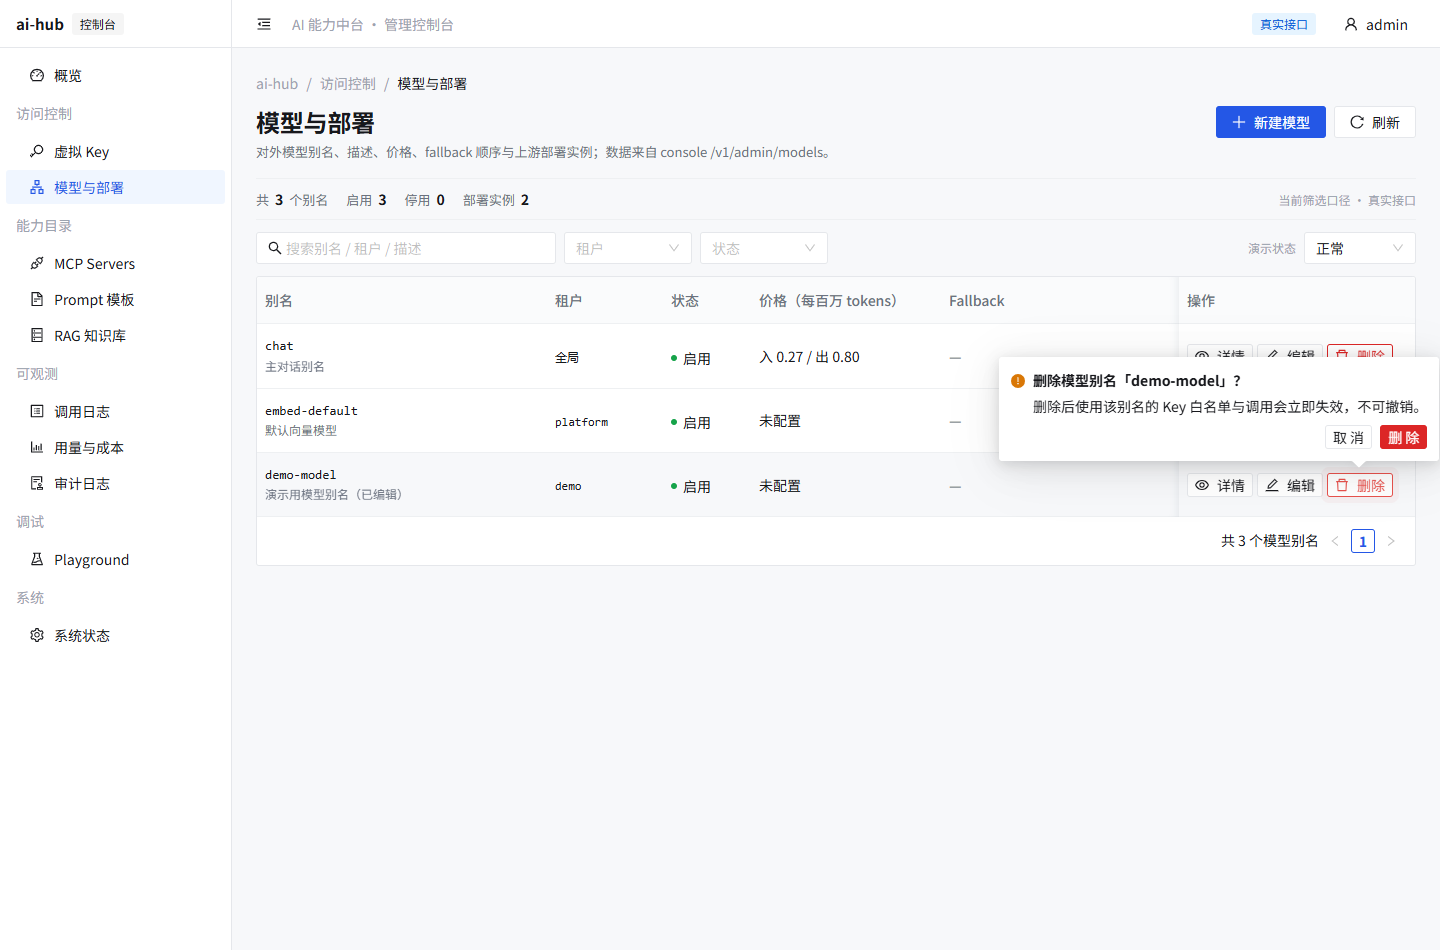 ai-hub 控制台
AI 能力中台 • 管理控制台
真实接口
admin
概览
访问控制
虚拟 Key
模型与部署
能力目录
MCP Servers
Prompt 模板
RAG 知识库
可观测
调用日志
用量与成本
审计日志
调试
Playground
系统
系统状态
ai-hub / 访问控制 / 模型与部署
模型与部署
新建模型
刷新
对外模型别名、描述、价格、fallback 顺序与上游部署实例；数据来自 console /v1/admin/models。
共 3 个别名 启用 3 停用 0 部署实例 2
当前筛选口径 • 真实接口
搜索别名 / 租户 / 描述
租户
状态
演示状态
正常
别名 租户 状态 价格（每百万 tokens） Fallback 操作
chat
主对话别名
全局 启用 入 0.27 / 出 0.80 —
详情 编辑 删除
embed-default
默认向量模型
platform 启用 未配置 —
删除模型别名「demo-model」？
删除后使用该别名的 Key 白名单与调用会立即失效，不可撤销。
取 消 删 除
demo-model
演示用模型别名（已编辑）
demo 启用 未配置 —
详情 编辑 删除
共 3 个模型别名 < 1 >